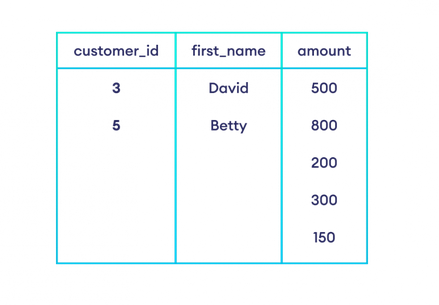 customer_id first_name amount
3 David 500
5 Betty 800
200
300
150